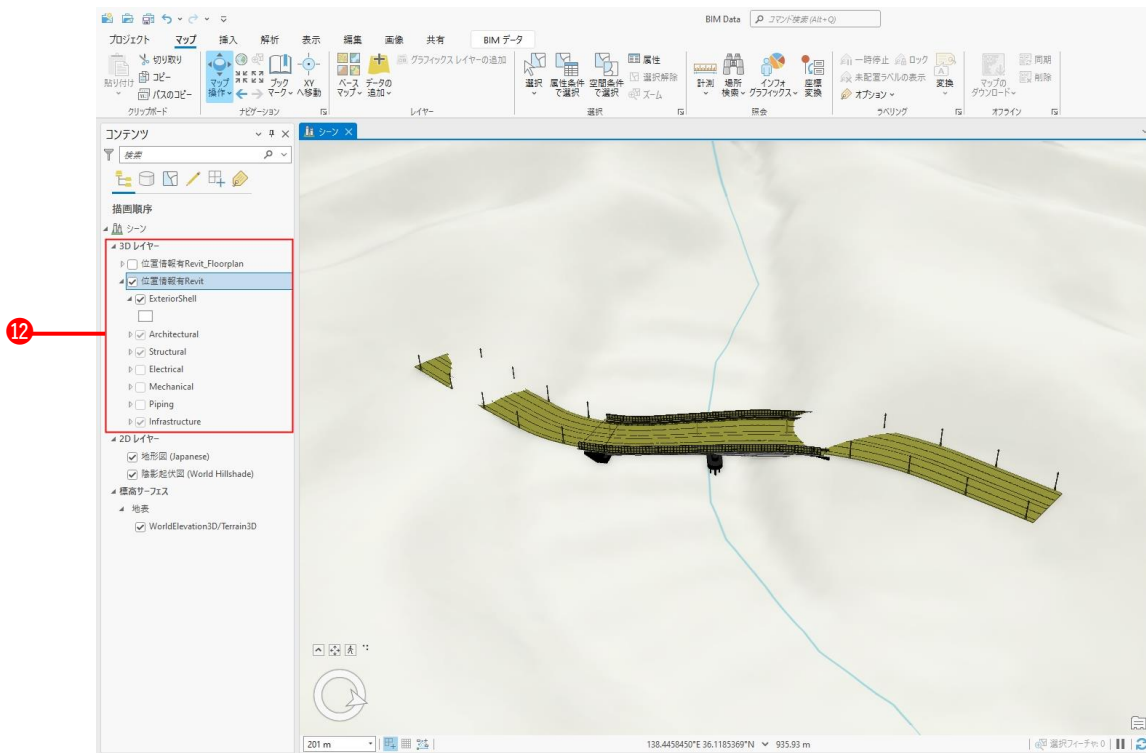 BIM Data
コマンド検索 (Alt+Q)
プロジェクト マップ 挿入 解析 表示 編集 画像 共有 BIM データ
貼り付け
切り取り
コピー
パスのコピー
クリップボード
マップ操作
ブックマーク
XYへ移動
ナビゲーション
ベースマップ
データの追加
グラフィックス レイヤーの追加
レイヤー
選択
属性条件で選択
空間条件で選択
属性
選択解除
ズーム
選択
計測
場所検索
インフォグラフィックス
座標変換
照会
一時停止 ロック
未配置ラベルの表示
オプション
変換
ラベリング
マップのダウンロード
同期
削除
オフライン
コンテンツ
シーン
検索
描画順序
シーン
3D レイヤー
位置情報有Revit_Floorplan
位置情報有Revit
ExteriorShell
Architectural
Structural
Electrical
Mechanical
Piping
Infrastructure
2D レイヤー
地形図 (Japanese)
陰影起伏図 (World Hillshade)
標高サーフェス
地表
WorldElevation3D/Terrain3D
12
201 m
138.4458450°E 36.1185369°N 935.93 m
選択フィーチャ: 0